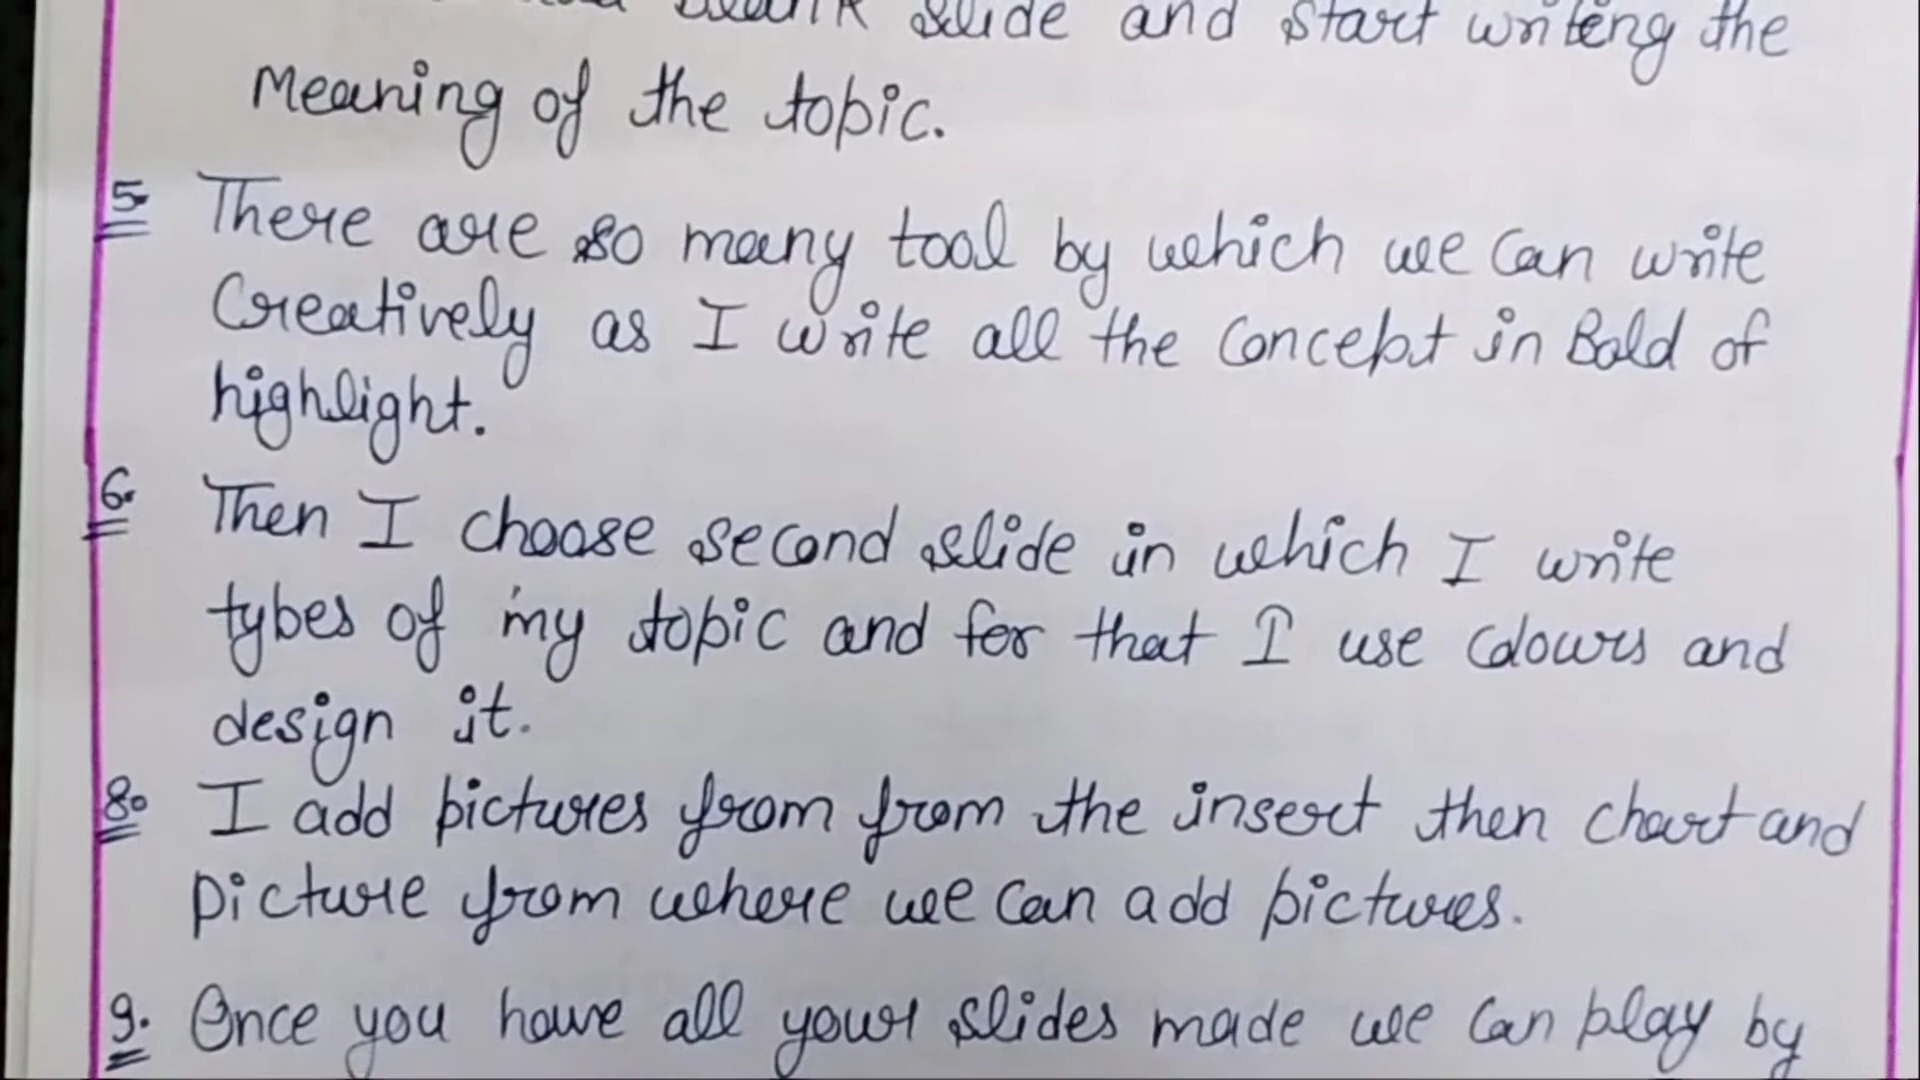 blank slide and start writing the
Meaning of the topic.
5. There are so many tool by which we can write
Creatively as I write all the concept in Bold of
highlight.
6. Then I choose second slide in which I write
types of my topic and for that I use colours and
design it.
8. I add pictures from from the insert then chart and
picture from where we can add pictures.
9. Once you have all your slides made we can play by